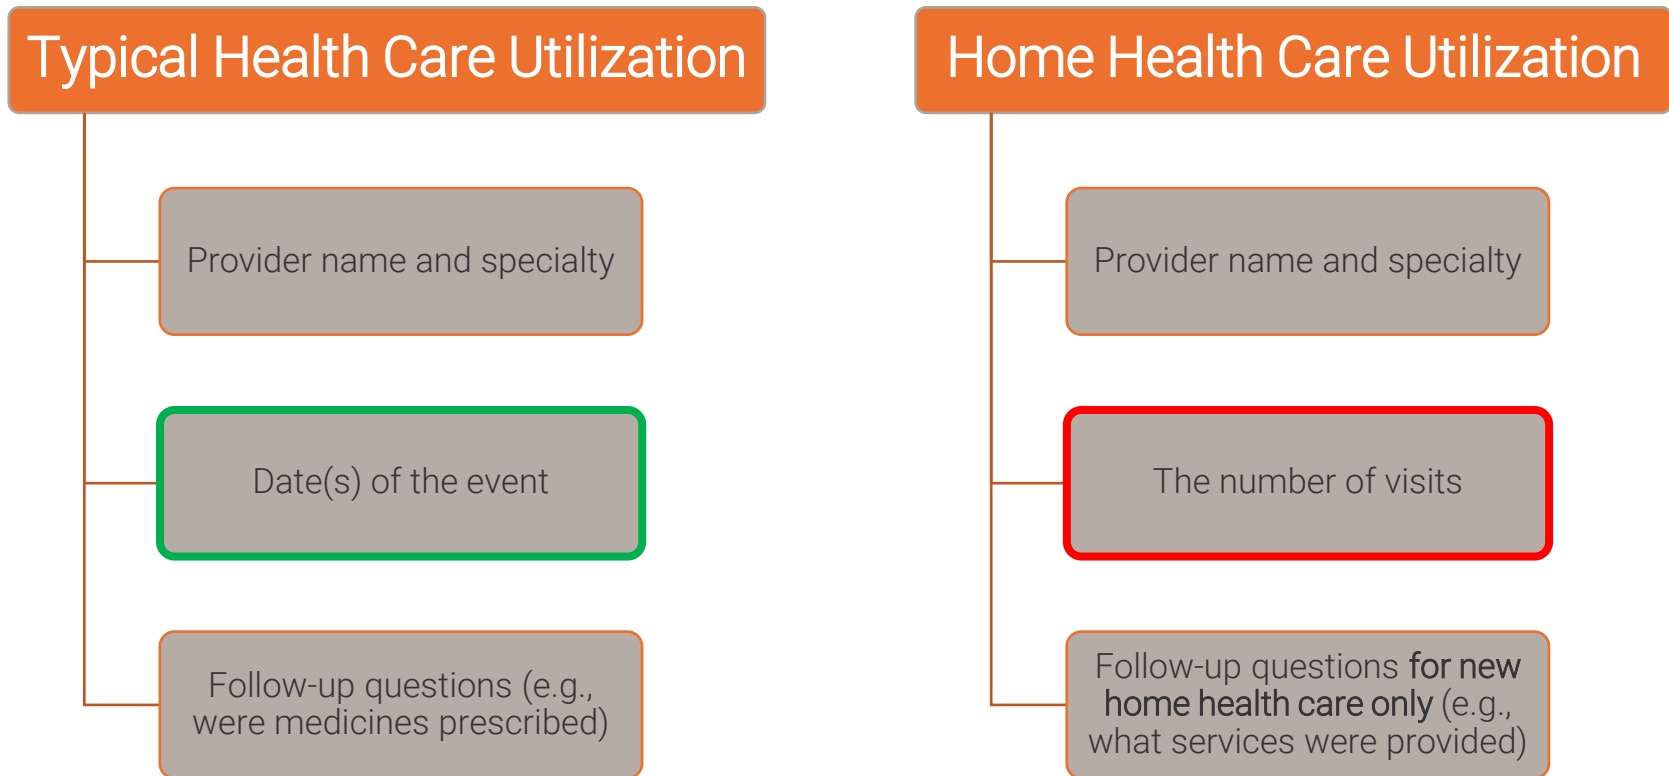 Typical Health Care Utilization
Provider name and specialty
Date(s) of the event
Follow-up questions (e.g.,
were medicines prescribed)
Home Health Care Utilization
Provider name and specialty
The number of visits
Follow-up questions for new
home health care only (e.g.,
what services were provided)